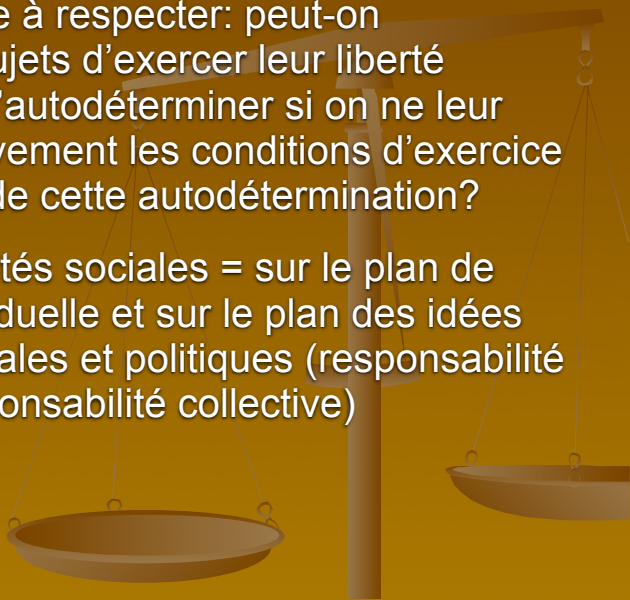 e à respecter: peut-on
ujets d’exercer leur liberté
’autodéterminer si on ne leur
vement les conditions d’exercice
de cette autodétermination?
tés sociales = sur le plan de
duelle et sur le plan des idées
ales et politiques (responsabilité
onsabilité collective)